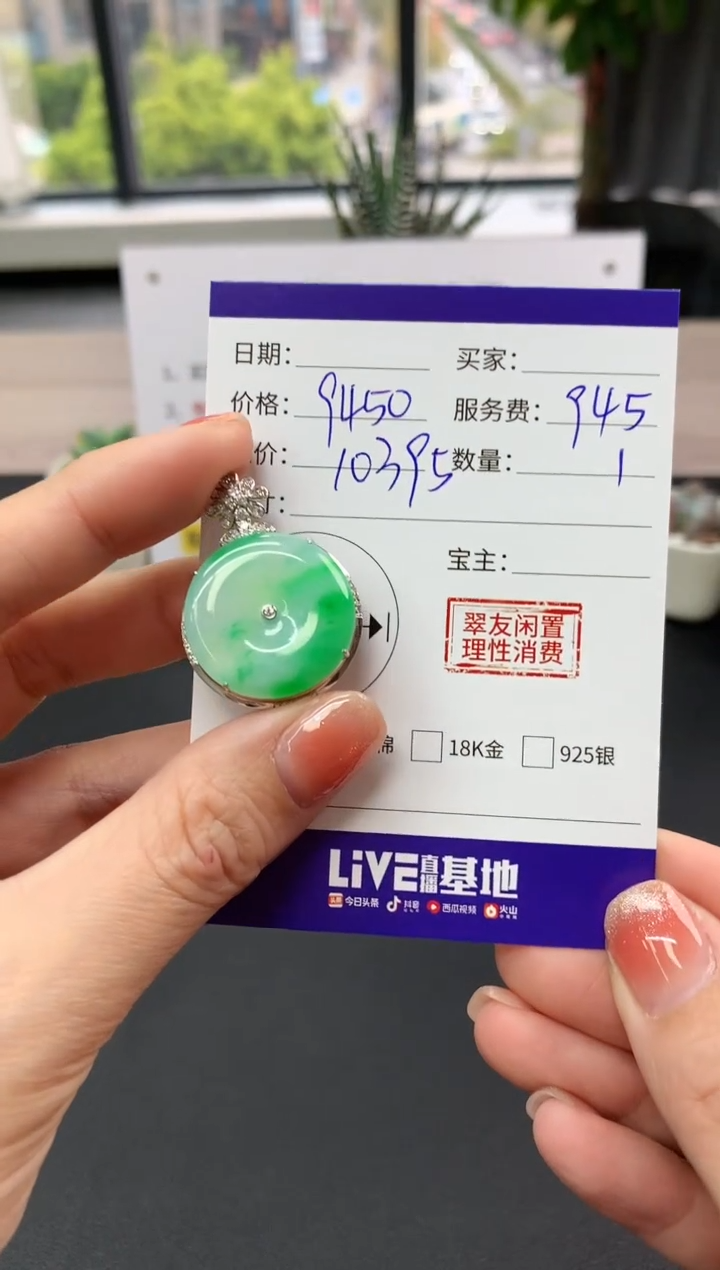 日期：
买家：
价格： 9450
服务费： 945
价： 10395
数量： 1
寸：
宝主：
翠友闲置
理性消费
棉
18K金
925银
LiVE直播基地
今日头条 抖音 西瓜视频 火山